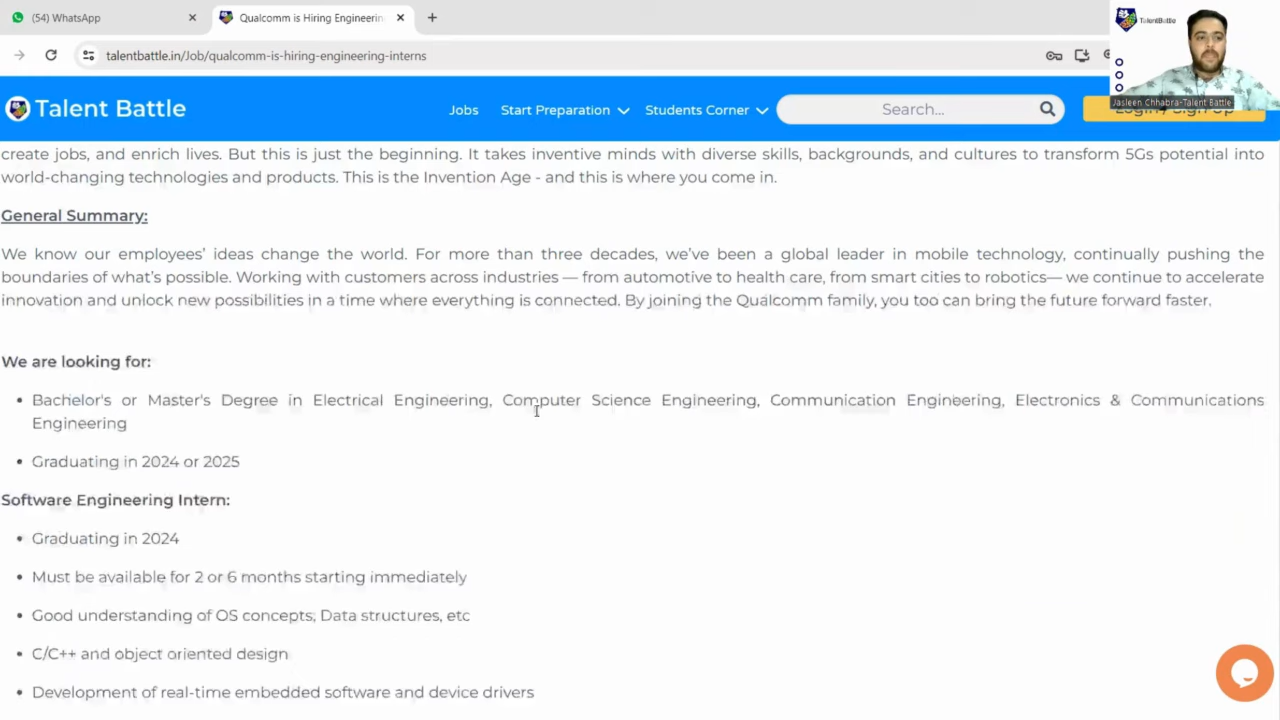 (54) WhatsApp
Qualcomm is Hiring Engineerin
talentbattle.in/Job/qualcomm-is-hiring-engineering-interns
TalentBattle
Jasleen Chhabra-Talent Battle
Talent Battle
Jobs
Start Preparation
Students Corner
Search...
Login / Sign Up
create jobs, and enrich lives. But this is just the beginning. It takes inventive minds with diverse skills, backgrounds, and cultures to transform 5Gs potential into
world-changing technologies and products. This is the Invention Age - and this is where you come in.
General Summary:
We know our employees’ ideas change the world. For more than three decades, we’ve been a global leader in mobile technology, continually pushing the
boundaries of what’s possible. Working with customers across industries — from automotive to health care, from smart cities to robotics— we continue to accelerate
innovation and unlock new possibilities in a time where everything is connected. By joining the Qualcomm family, you too can bring the future forward faster.
We are looking for:
• Bachelor's or Master's Degree in Electrical Engineering, Computer Science Engineering, Communication Engineering, Electronics & Communications
Engineering
• Graduating in 2024 or 2025
Software Engineering Intern:
• Graduating in 2024
• Must be available for 2 or 6 months starting immediately
• Good understanding of OS concepts, Data structures, etc
• C/C++ and object oriented design
• Development of real-time embedded software and device drivers